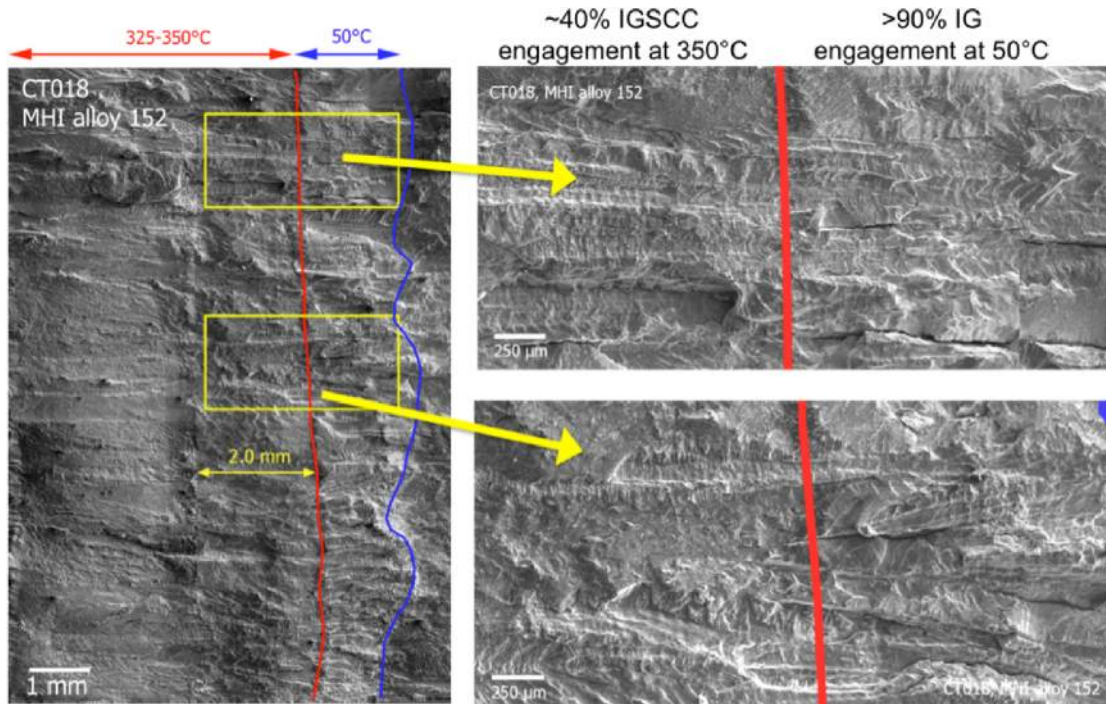 325-350°C
50°C
CT018,
MHI alloy 152
2.0 mm
1 mm
~40% IGSCC
engagement at 350°C
>90% IG
engagement at 50°C
CT018, MHI alloy 152
250 µm
250 µm
CT018, MHI alloy 152